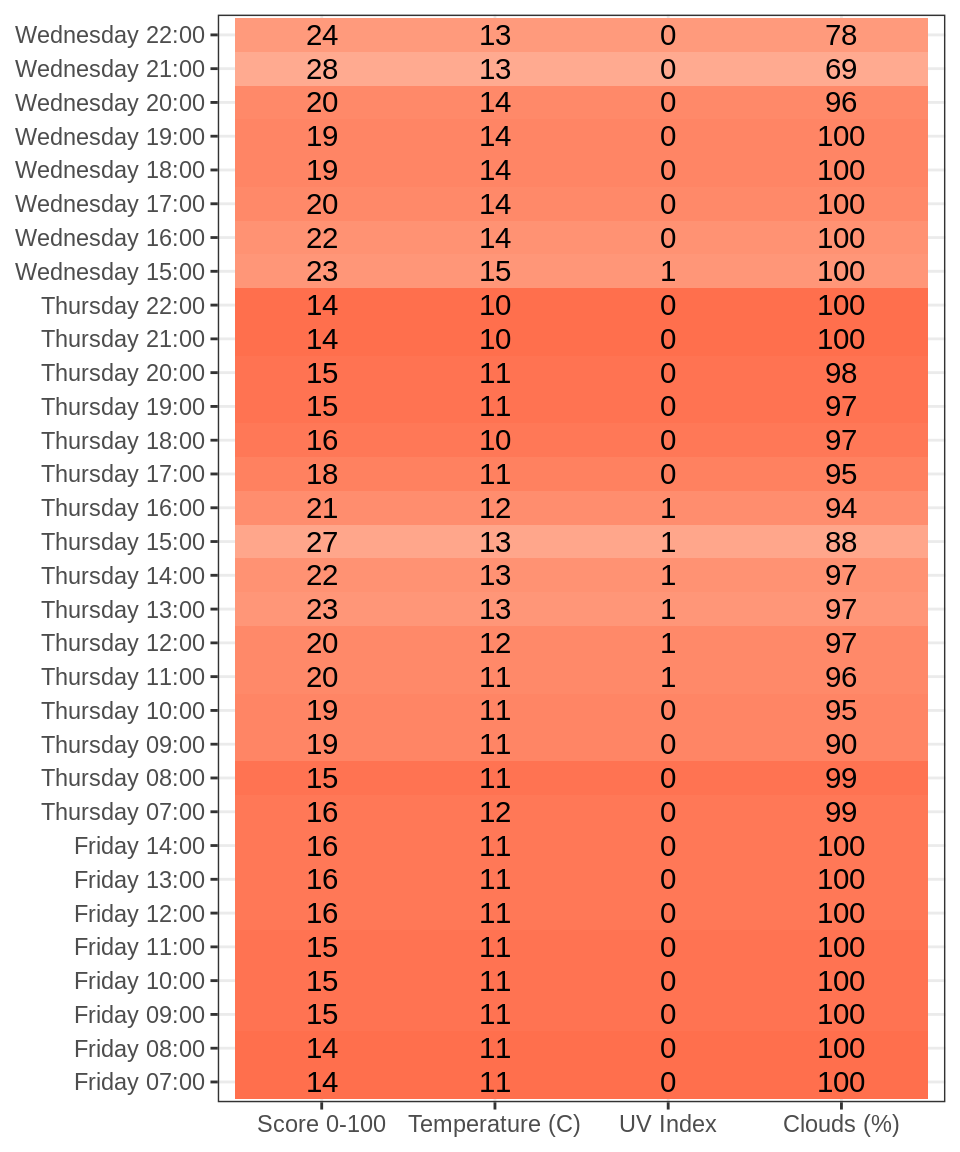 Wednesday 22:00 24 13 0 78
Wednesday 21:00 28 13 0 69
Wednesday 20:00 20 14 0 96
Wednesday 19:00 19 14 0 100
Wednesday 18:00 19 14 0 100
Wednesday 17:00 20 14 0 100
Wednesday 16:00 22 14 0 100
Wednesday 15:00 23 15 1 100
Thursday 22:00 14 10 0 100
Thursday 21:00 14 10 0 100
Thursday 20:00 15 11 0 98
Thursday 19:00 15 11 0 97
Thursday 18:00 16 10 0 97
Thursday 17:00 18 11 0 95
Thursday 16:00 21 12 1 94
Thursday 15:00 27 13 1 88
Thursday 14:00 22 13 1 97
Thursday 13:00 23 13 1 97
Thursday 12:00 20 12 1 97
Thursday 11:00 20 11 1 96
Thursday 10:00 19 11 0 95
Thursday 09:00 19 11 0 90
Thursday 08:00 15 11 0 99
Thursday 07:00 16 12 0 99
Friday 14:00 16 11 0 100
Friday 13:00 16 11 0 100
Friday 12:00 16 11 0 100
Friday 11:00 15 11 0 100
Friday 10:00 15 11 0 100
Friday 09:00 15 11 0 100
Friday 08:00 14 11 0 100
Friday 07:00 14 11 0 100
Score 0-100 Temperature (C) UV Index Clouds (%)